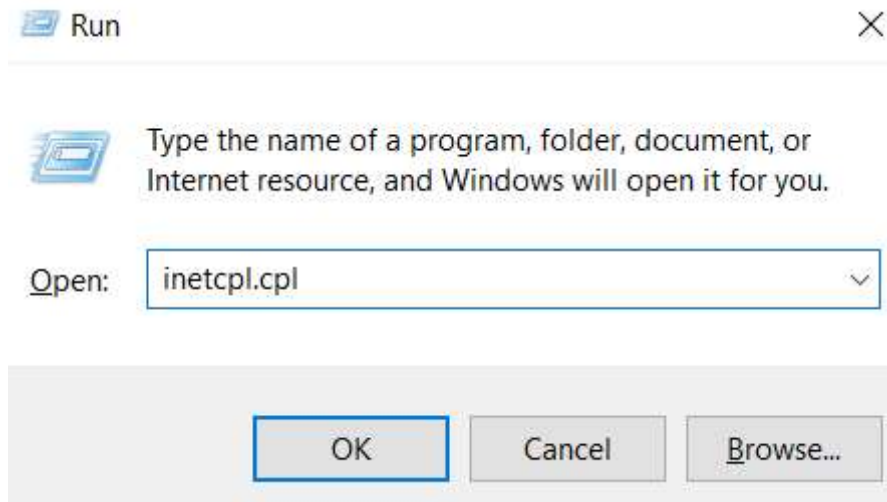 Run
Type the name of a program, folder, document, or
Internet resource, and Windows will open it for you.
Open: inetcpl.cpl
OK Cancel Browse...